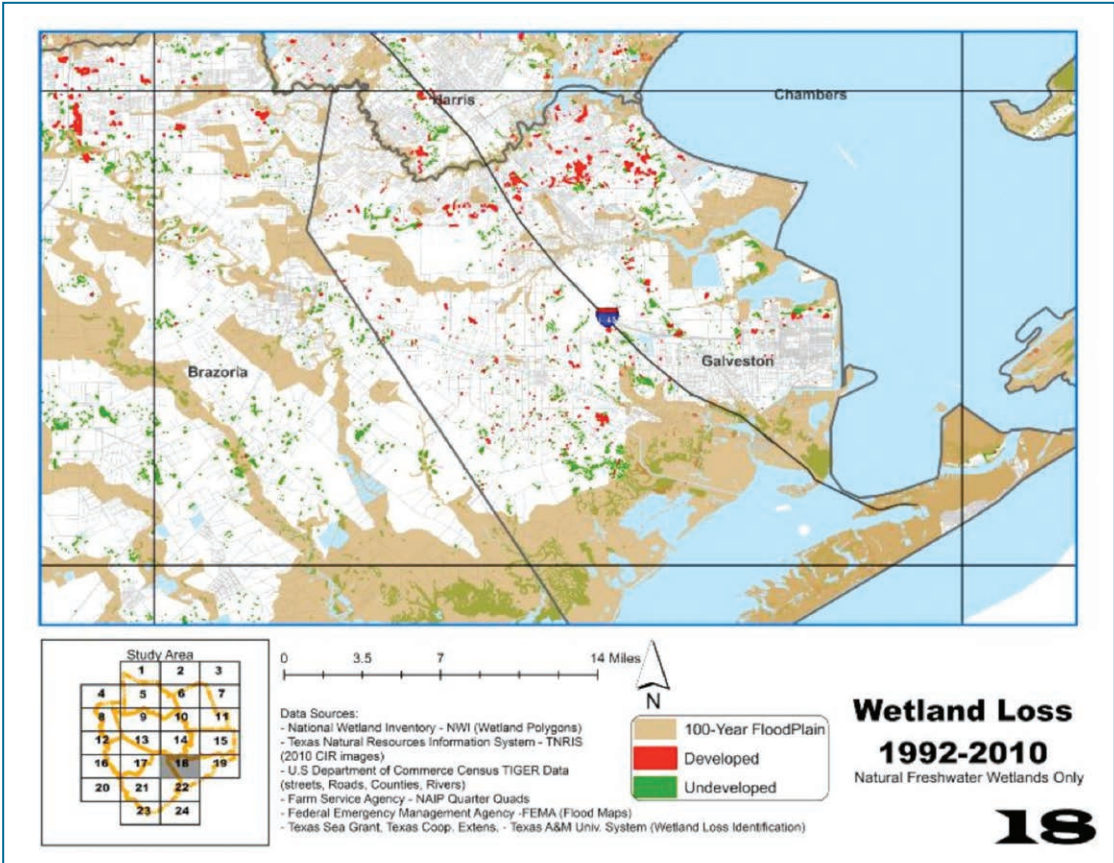 Harris
Chambers
45
Brazoria
Galveston
Study Area
1 2 3
4 5 6 7
8 9 10 11
12 13 14 15
16 17 18 19
20 21 22
23 24
0 3.5 7 14 Miles
N
Data Sources:
- National Wetland Inventory - NWI (Wetland Polygons)
- Texas Natural Resources Information System - TNRIS
(2010 CIR images)
- U.S Department of Commerce Census TIGER Data
(streets, Roads, Counties, Rivers)
- Farm Service Agency - NAIP Quarter Quads
- Federal Emergency Management Agency -FEMA (Flood Maps)
- Texas Sea Grant, Texas Coop. Extens. - Texas A&M Univ. System (Wetland Loss Identification)
100-Year FloodPlain
Developed
Undeveloped
Wetland Loss
1992-2010
Natural Freshwater Wetlands Only
18